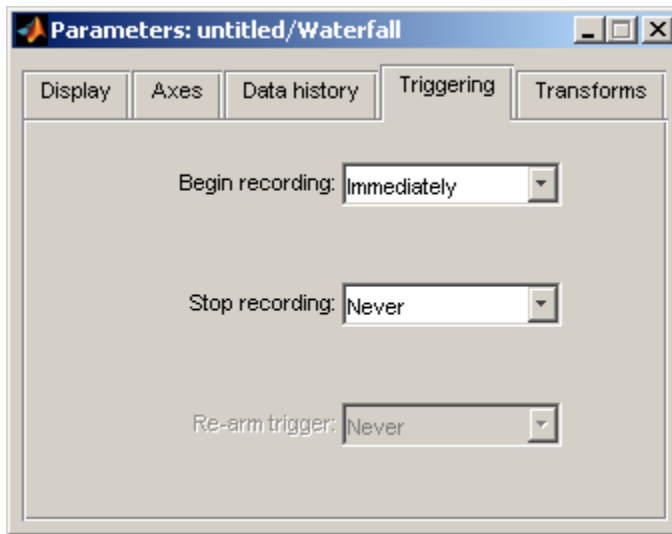 Parameters: untitled/Waterfall
Display Axes Data history Triggering Transforms
Begin recording: Immediately
Stop recording: Never
Re-arm trigger: Never